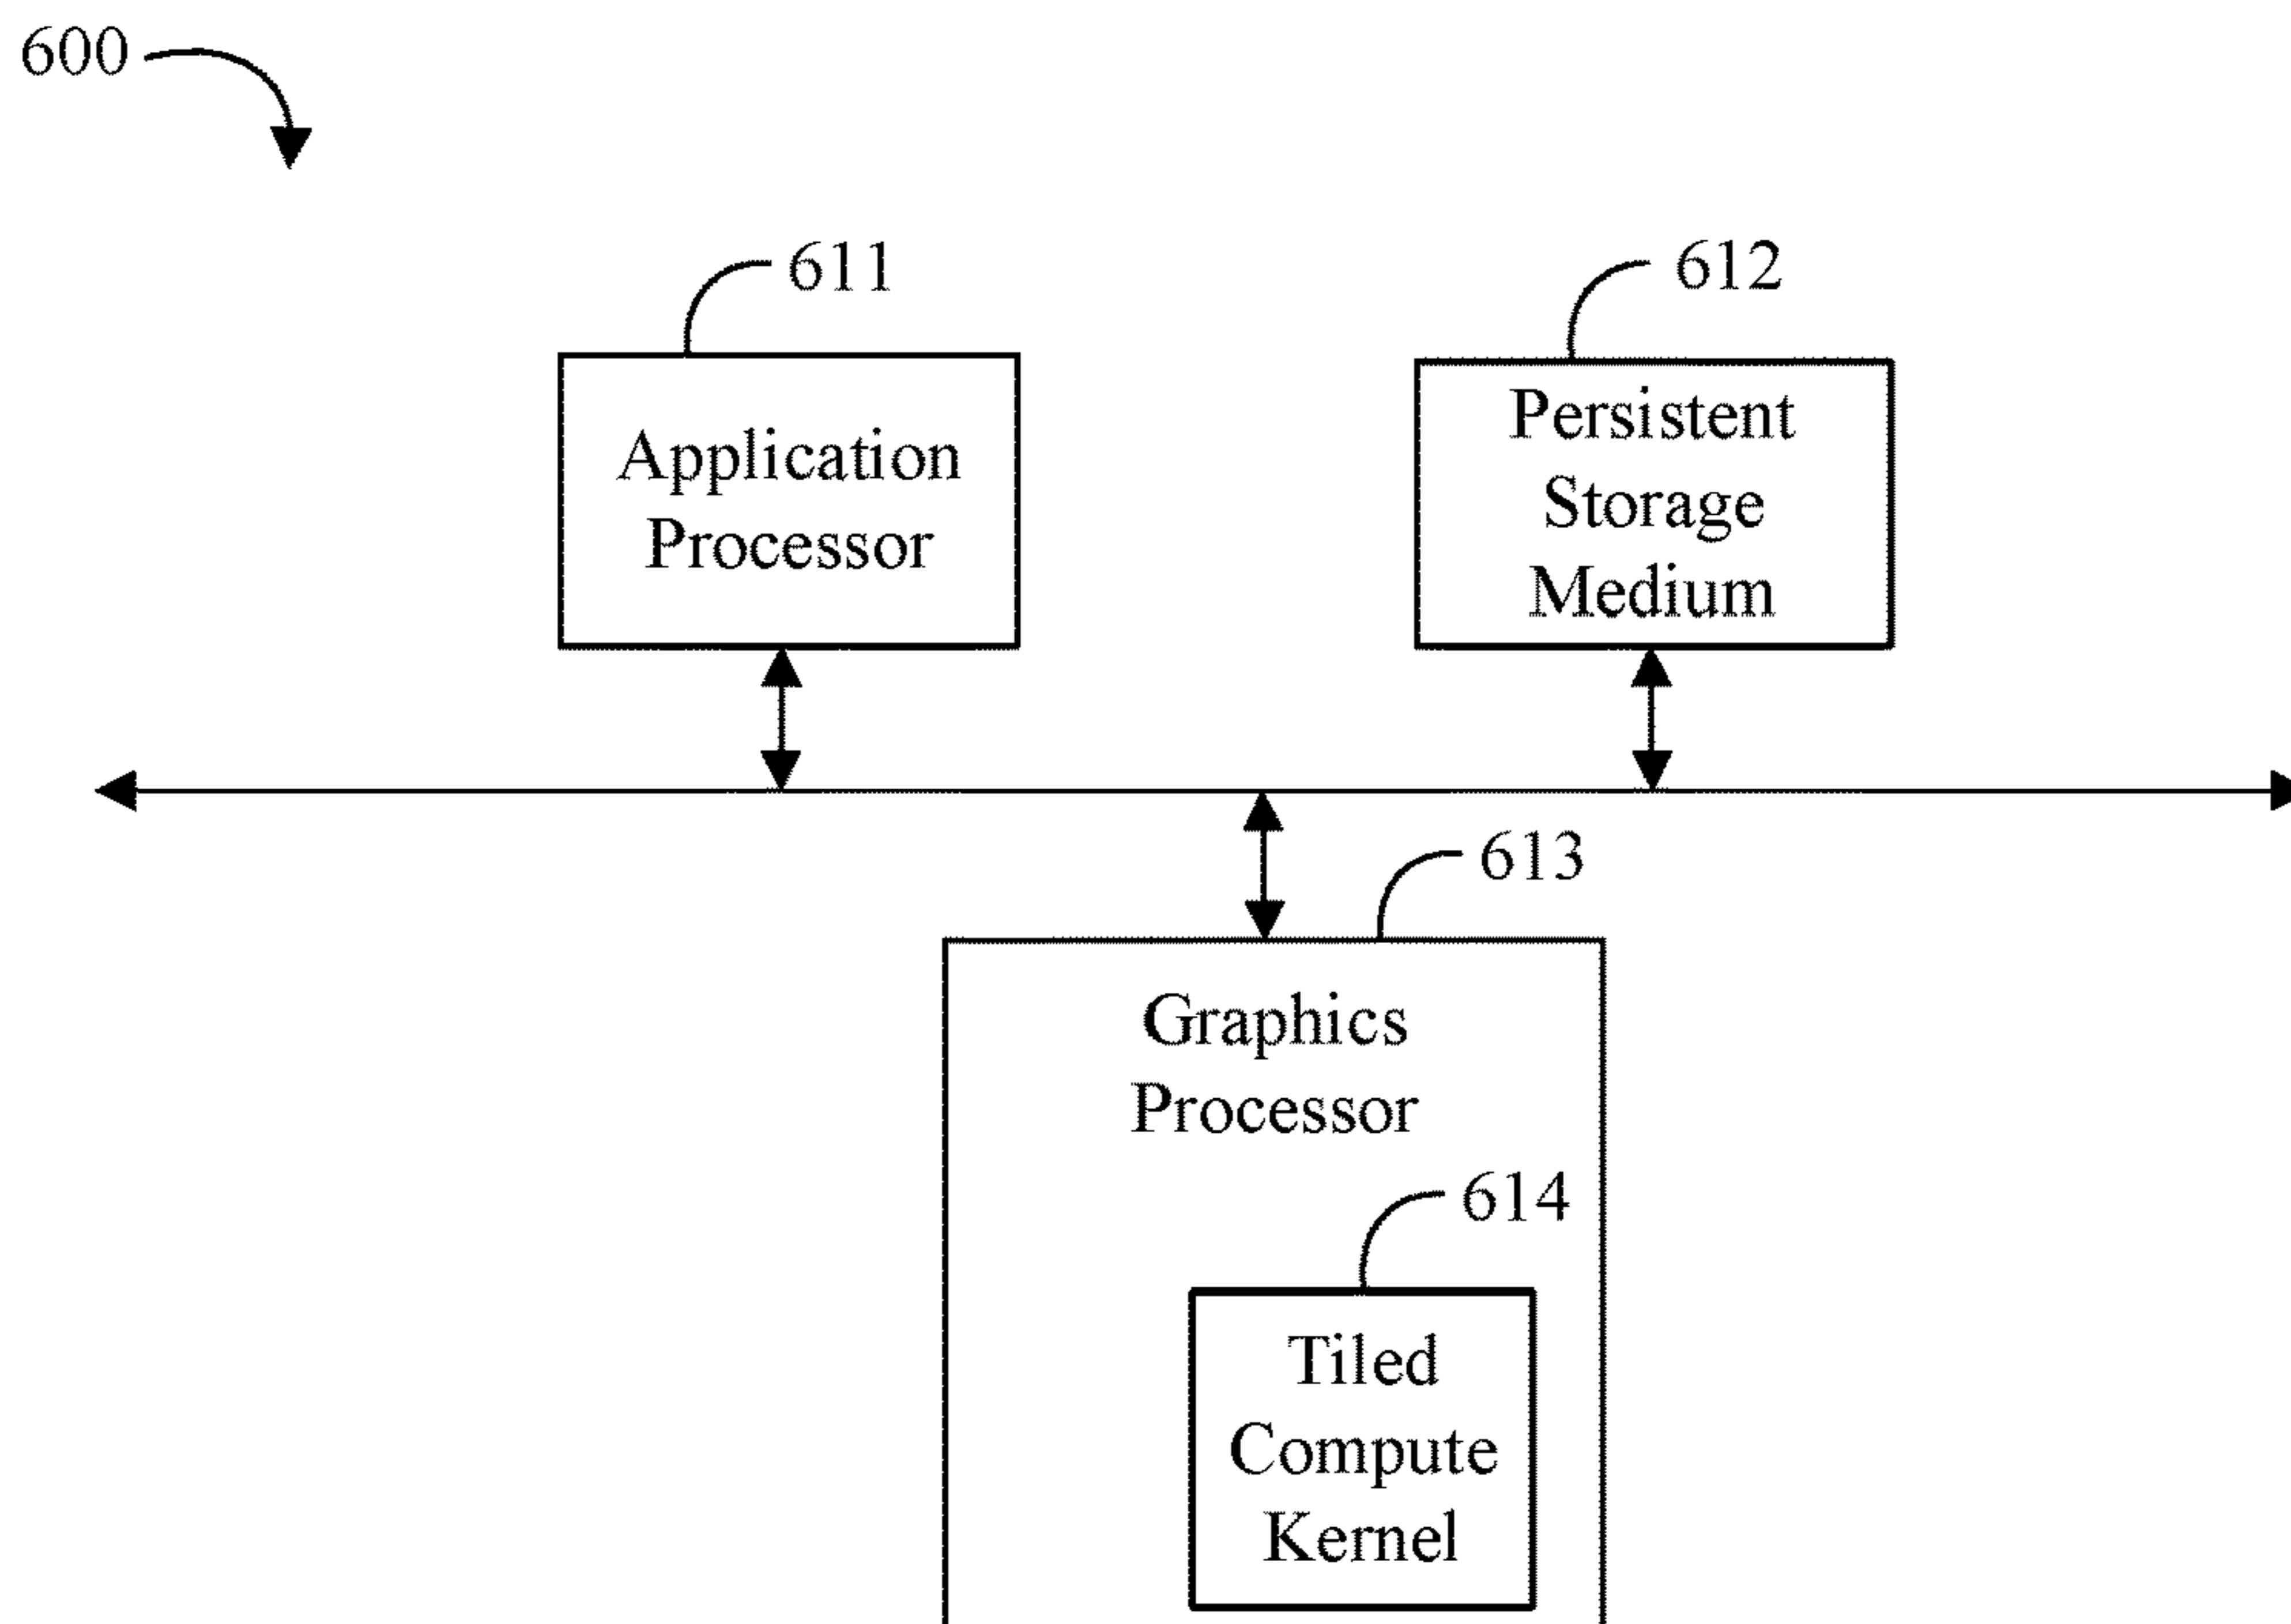 600
611
612
Application
Processor
Persistent
Storage
Medium
613
Graphics
Processor
614
Tiled
Compute
Kernel